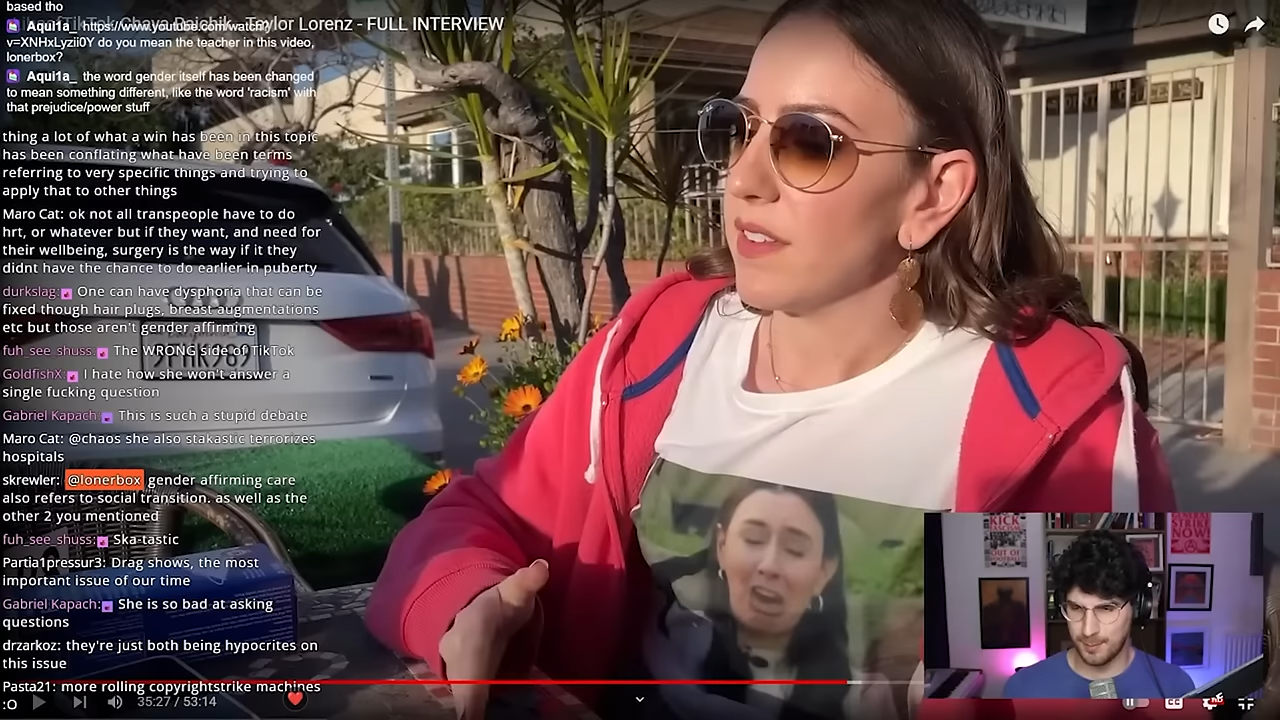 based tho
of TikTok Chaya Raichik - Taylor Lorenz - FULL INTERVIEW
Aqui1a_ https://www.youtube.com/watch?
v=XNHxLyzii0Y do you mean the teacher in this video,
lonerbox?
Aqui1a_ the word gender itself has been changed
to mean something different, like the word 'racism' with
that prejudice/power stuff
thing a lot of what a win has been in this topic
has been conflating what have been terms
referring to very specific things and trying to
apply that to other things
Maro Cat: ok not all transpeople have to do
hrt, or whatever but if they want, and need for
their wellbeing, surgery is the way if it they
didnt have the chance to do earlier in puberty
durkslag: One can have dysphoria that can be
fixed though hair plugs, breast augmentations
etc but those aren't gender affirming
fuh_see_shuss: The WRONG side of TikTok
GoldfishX: I hate how she won't answer a
single fucking question
Gabriel Kapach: This is such a stupid debate
Maro Cat: @chaos she also stakastic terrorizes
hospitals
skrewler: @lonerbox gender affirming care
also refers to social transition. as well as the
other 2 you mentioned
fuh_see_shuss: Ska-tastic
Partia1pressur3: Drag shows, the most
important issue of our time
Gabriel Kapach: She is so bad at asking
questions
drzarkoz: they're just both being hypocrites on
this issue
Pasta21: more rolling copyrightstrike machines
:O
35:27 / 53:14
CC
KICK
FASCISM
OUT OF
FOOTBALL
STRIKE
NOW!